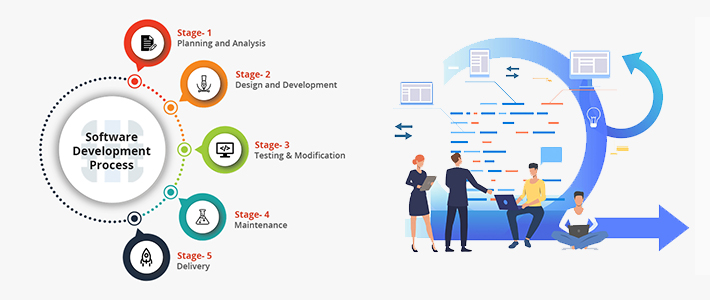 Software
Development
Process
Stage- 1
Planning and Analysis
Stage- 2
Design and Development
Stage- 3
Testing & Modification
Stage- 4
Maintenance
Stage- 5
Delivery